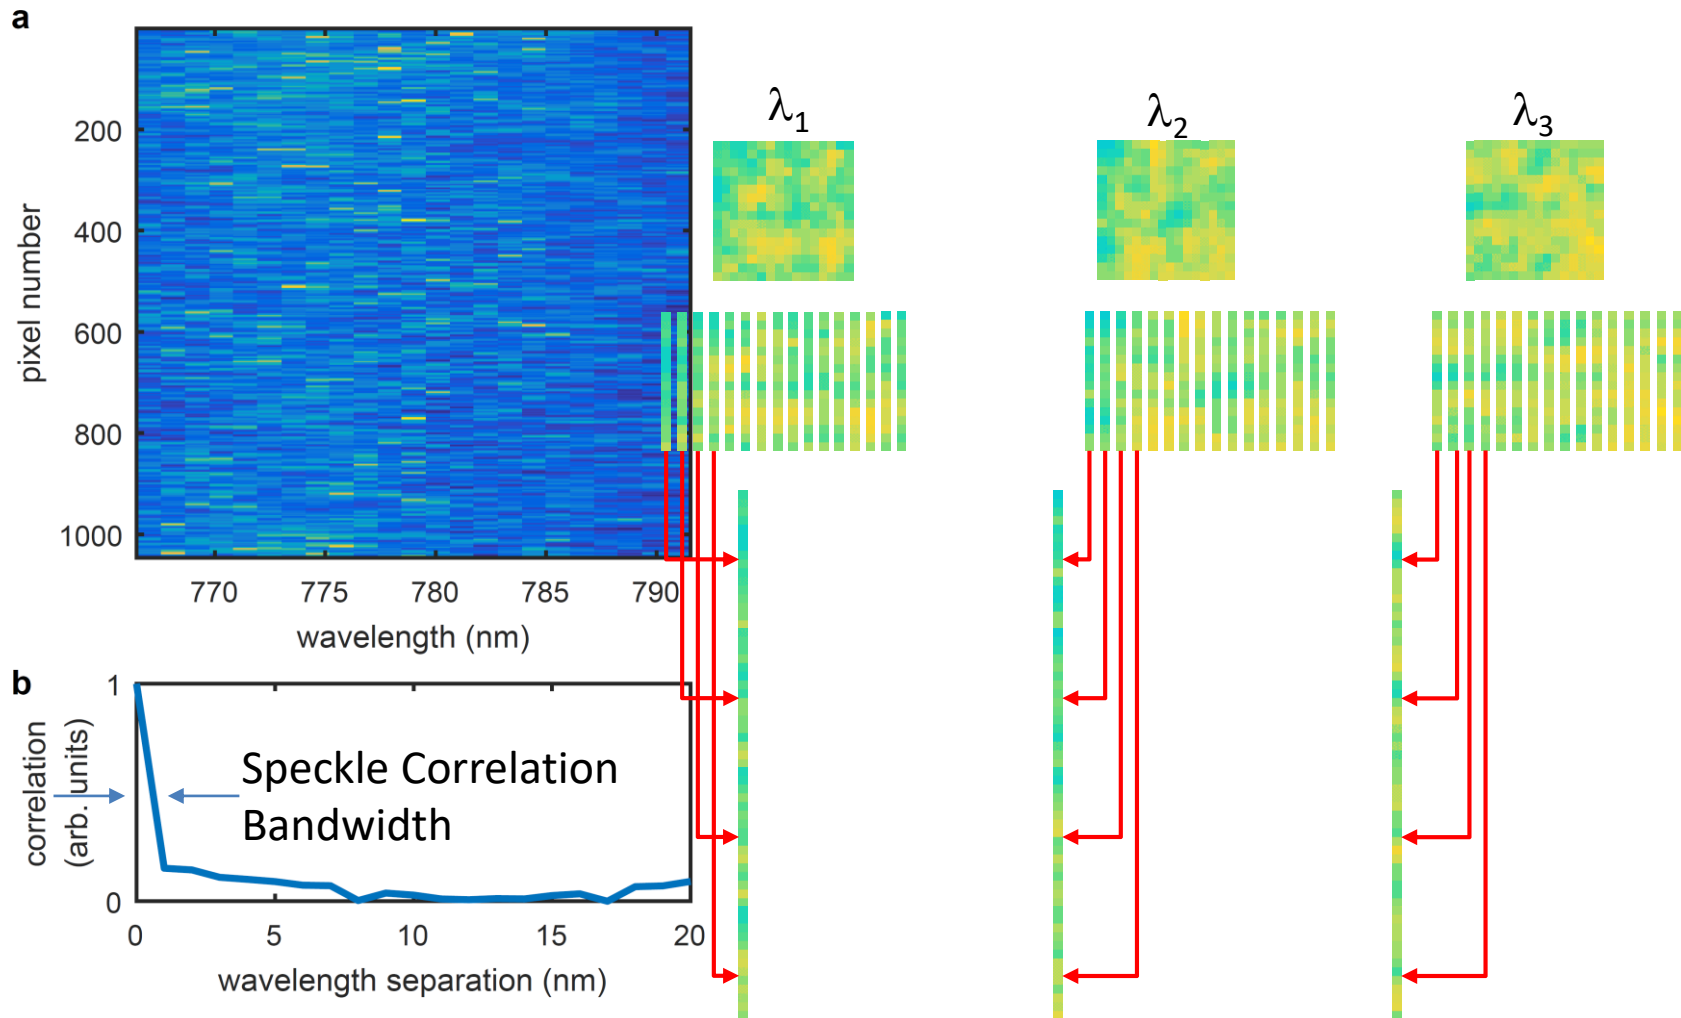 a
λ1
λ2
λ3
200
400
600
800
1000
pixel number
770
775
780
785
790
wavelength (nm)
b
1
0
correlation
(arb. units)
Speckle Correlation
Bandwidth
0
5
10
15
20
wavelength separation (nm)